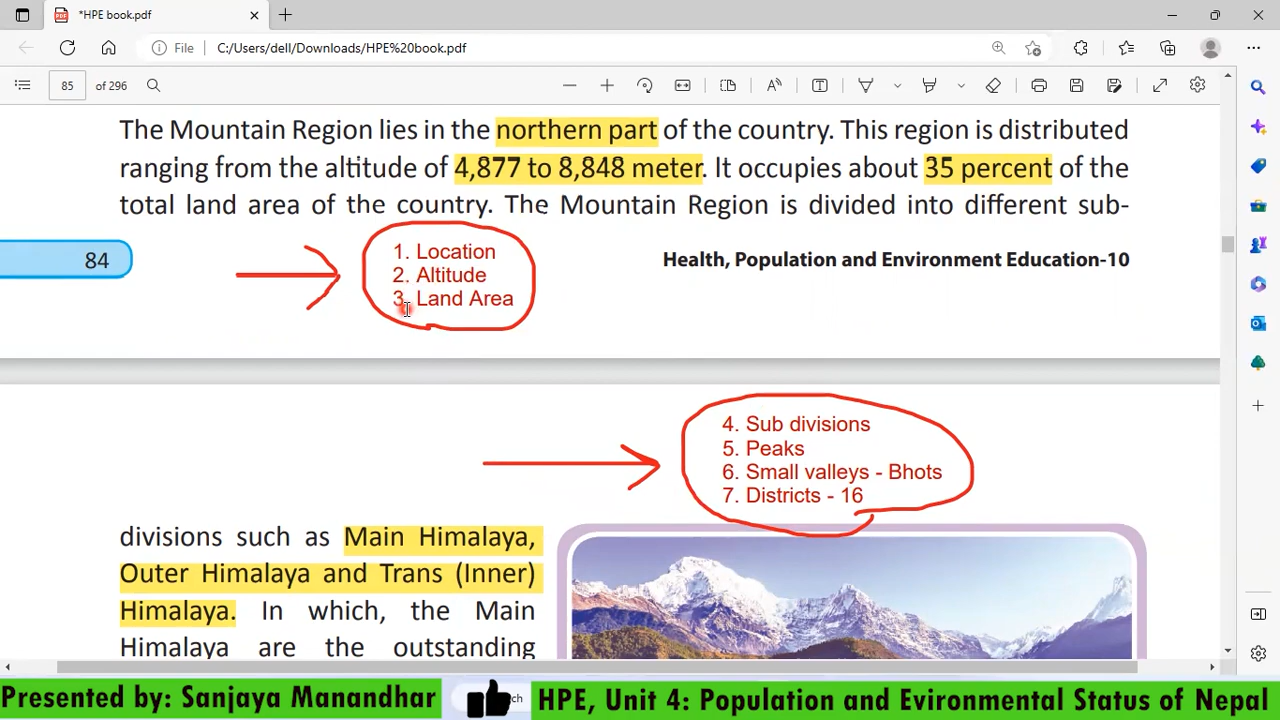 *HPE book.pdf
File C:/Users/dell/Downloads/HPE%20book.pdf
85 of 296
The Mountain Region lies in the northern part of the country. This region is distributed
ranging from the altitude of 4,877 to 8,848 meter. It occupies about 35 percent of the
total land area of the country. The Mountain Region is divided into different sub-
84
1. Location
2. Altitude
3. Land Area
Health, Population and Environment Education-10
4. Sub divisions
5. Peaks
6. Small valleys - Bhots
7. Districts - 16
divisions such as Main Himalaya,
Outer Himalaya and Trans (Inner)
Himalaya. In which, the Main
Himalaya are the outstanding
Presented by: Sanjaya Manandhar
HPE, Unit 4: Population and Evironmental Status of Nepal